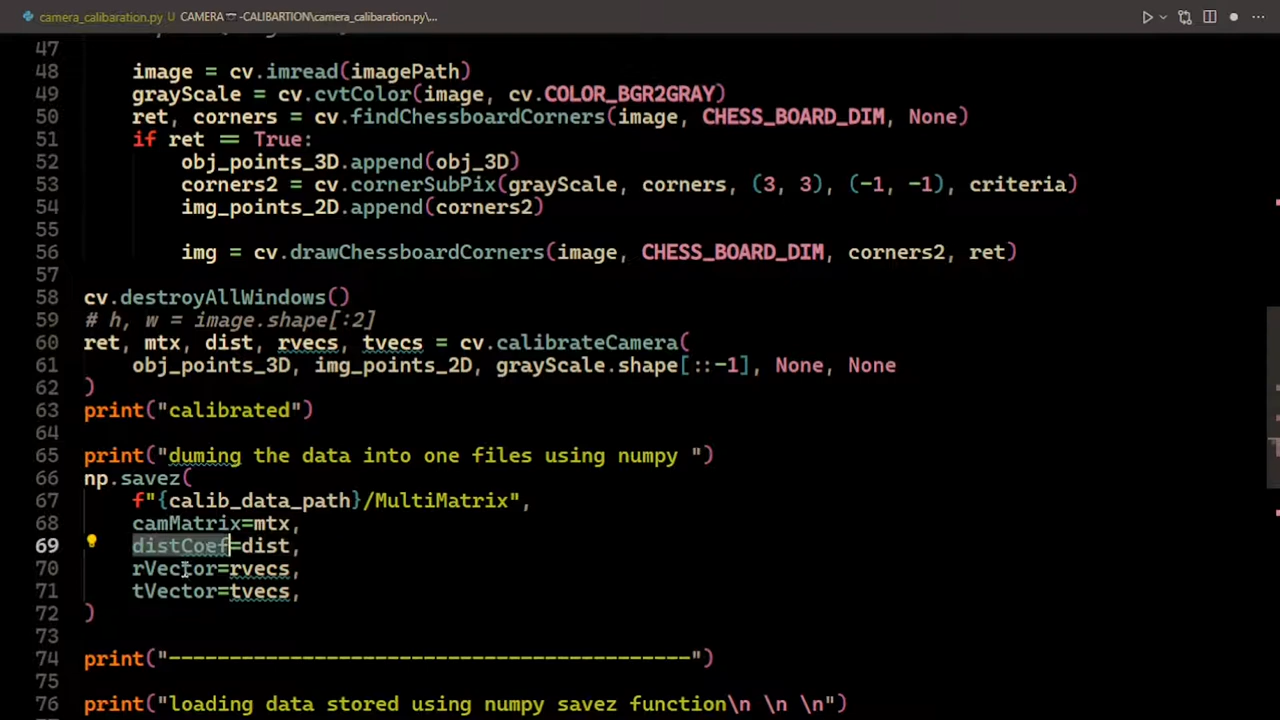 camera_calibaration.py U CAMERA -CALIBARTION\camera_calibaration.py\...
47
48 image = cv.imread(imagePath)
49 grayScale = cv.cvtColor(image, cv.COLOR_BGR2GRAY)
50 ret, corners = cv.findChessboardCorners(image, CHESS_BOARD_DIM, None)
51 if ret == True:
52 obj_points_3D.append(obj_3D)
53 corners2 = cv.cornerSubPix(grayScale, corners, (3, 3), (-1, -1), criteria)
54 img_points_2D.append(corners2)
55
56 img = cv.drawChessboardCorners(image, CHESS_BOARD_DIM, corners2, ret)
57
58 cv.destroyAllWindows()
59 # h, w = image.shape[:2]
60 ret, mtx, dist, rvecs, tvecs = cv.calibrateCamera(
61 obj_points_3D, img_points_2D, grayScale.shape[::-1], None, None
62 )
63 print("calibrated")
64
65 print("duming the data into one files using numpy ")
66 np.savez(
67 f"{calib_data_path}/MultiMatrix",
68 camMatrix=mtx,
69 distCoef=dist,
70 rVector=rvecs,
71 tVector=tvecs,
72 )
73
74 print("-------------------------------------------")
75
76 print("loading data stored using numpy savez function\n \n \n")